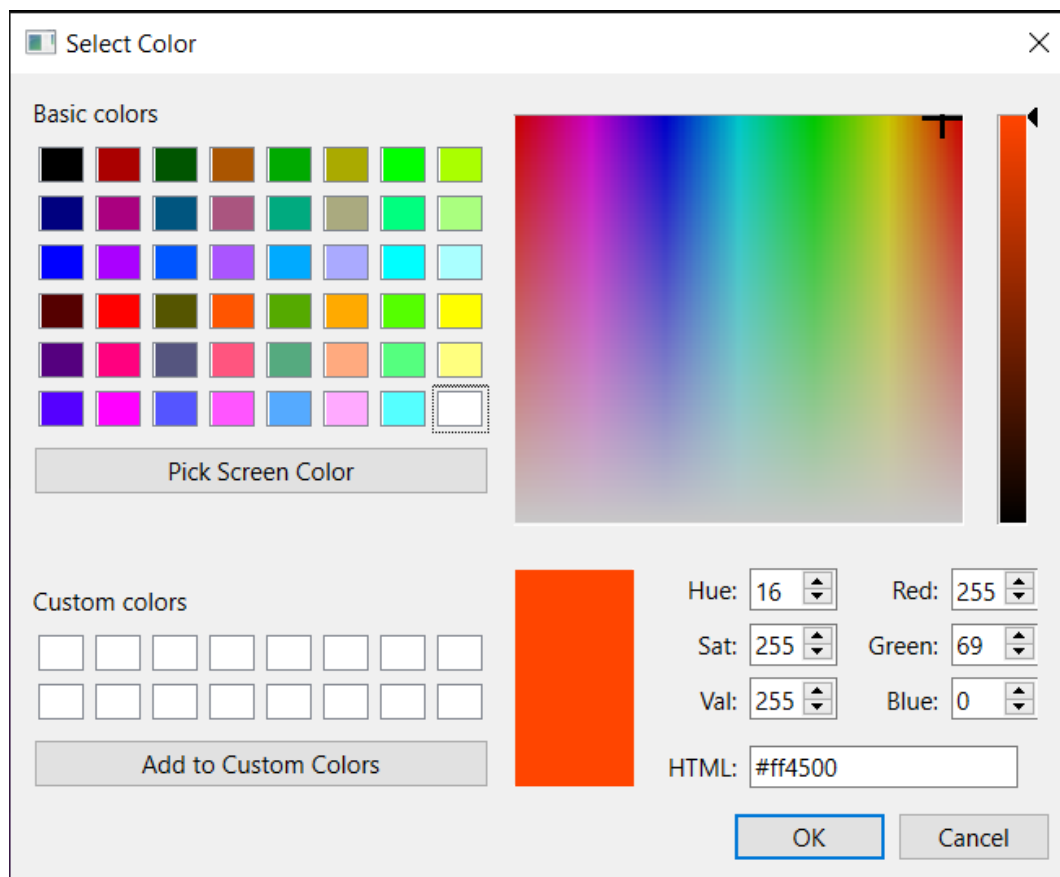 Select Color
Basic colors
Pick Screen Color
Custom colors
Add to Custom Colors
Hue: 16 Red: 255
Sat: 255 Green: 69
Val: 255 Blue: 0
HTML: #ff4500
OK Cancel